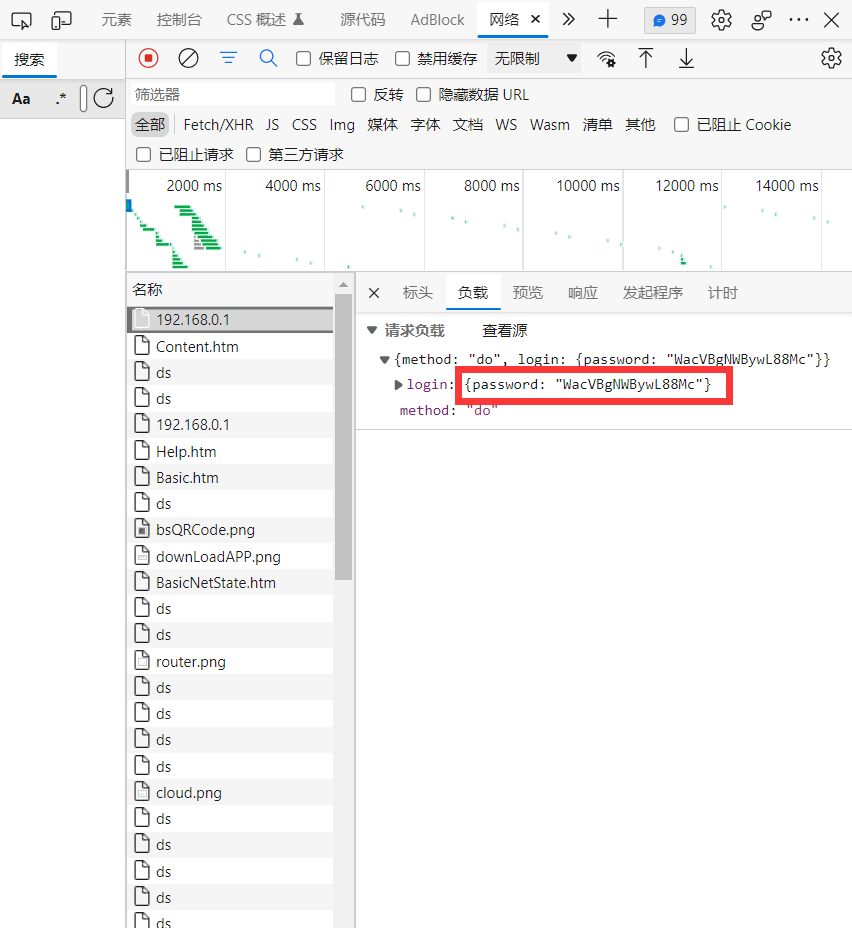 元素 控制台 CSS 概述 源代码 AdBlock 网络 99
搜索
保留日志 禁用缓存 无限制
Aa .*
筛选器 反转 隐藏数据 URL
全部 Fetch/XHR JS CSS Img 媒体 字体 文档 WS Wasm 清单 其他 已阻止 Cookie
已阻止请求 第三方请求
2000 ms 4000 ms 6000 ms 8000 ms 10000 ms 12000 ms 14000 ms
名称
192.168.0.1
Content.htm
ds
ds
192.168.0.1
Help.htm
Basic.htm
ds
bsQRCode.png
downLoadAPP.png
BasicNetState.htm
ds
ds
router.png
ds
ds
ds
ds
cloud.png
ds
ds
ds
ds
ds
标头 负载 预览 响应 发起程序 计时
请求负载 查看源
{method: "do", login: {password: "WacVBgNWBywL88Mc"}}
login: {password: "WacVBgNWBywL88Mc"}
method: "do"